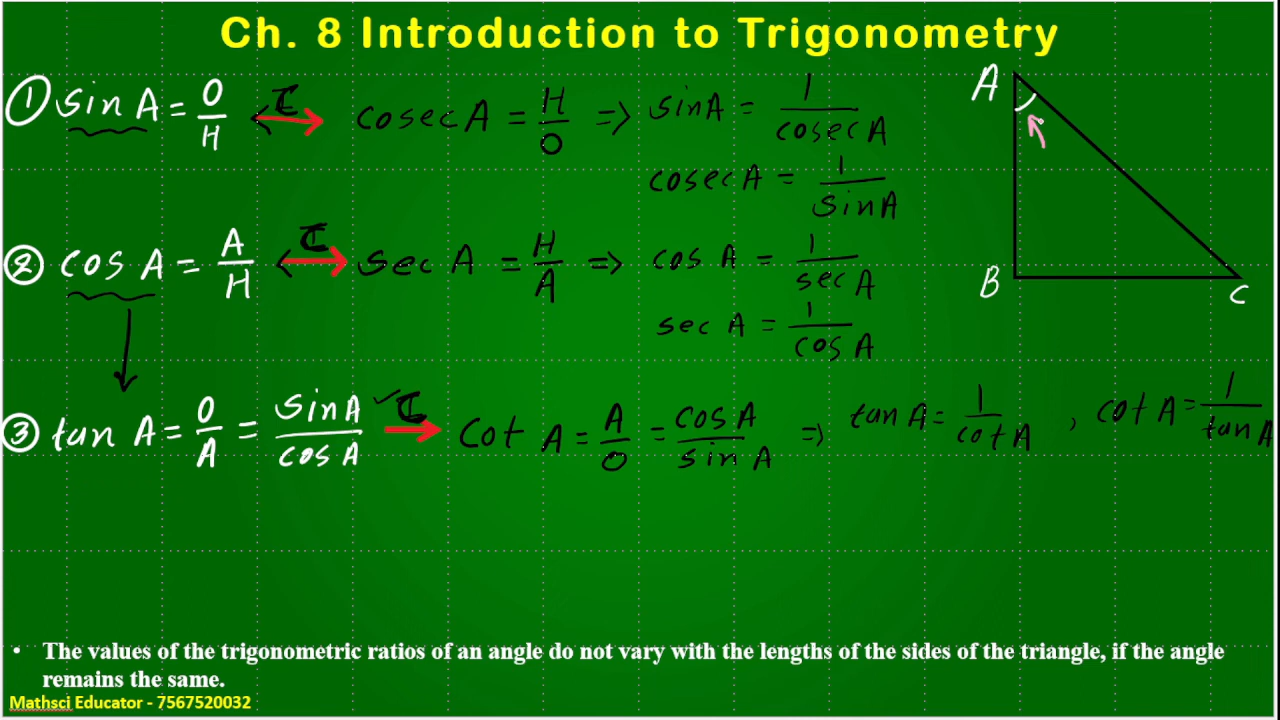 Ch. 8 Introduction to Trigonometry
① sin A = O/H ↔ cosec A = H/O ⇒ sin A = 1/cosec A
cosec A = 1/sin A
② cos A = A/H ↔ sec A = H/A ⇒ cos A = 1/sec A
sec A = 1/cos A
③ tan A = O/A = sin A/cos A → cot A = A/O = cos A/sin A ⇒ tan A = 1/cot A , cot A = 1/tan A
A
B
C
• The values of the trigonometric ratios of an angle do not vary with the lengths of the sides of the triangle, if the angle
remains the same.
Mathsci Educator - 7567520032